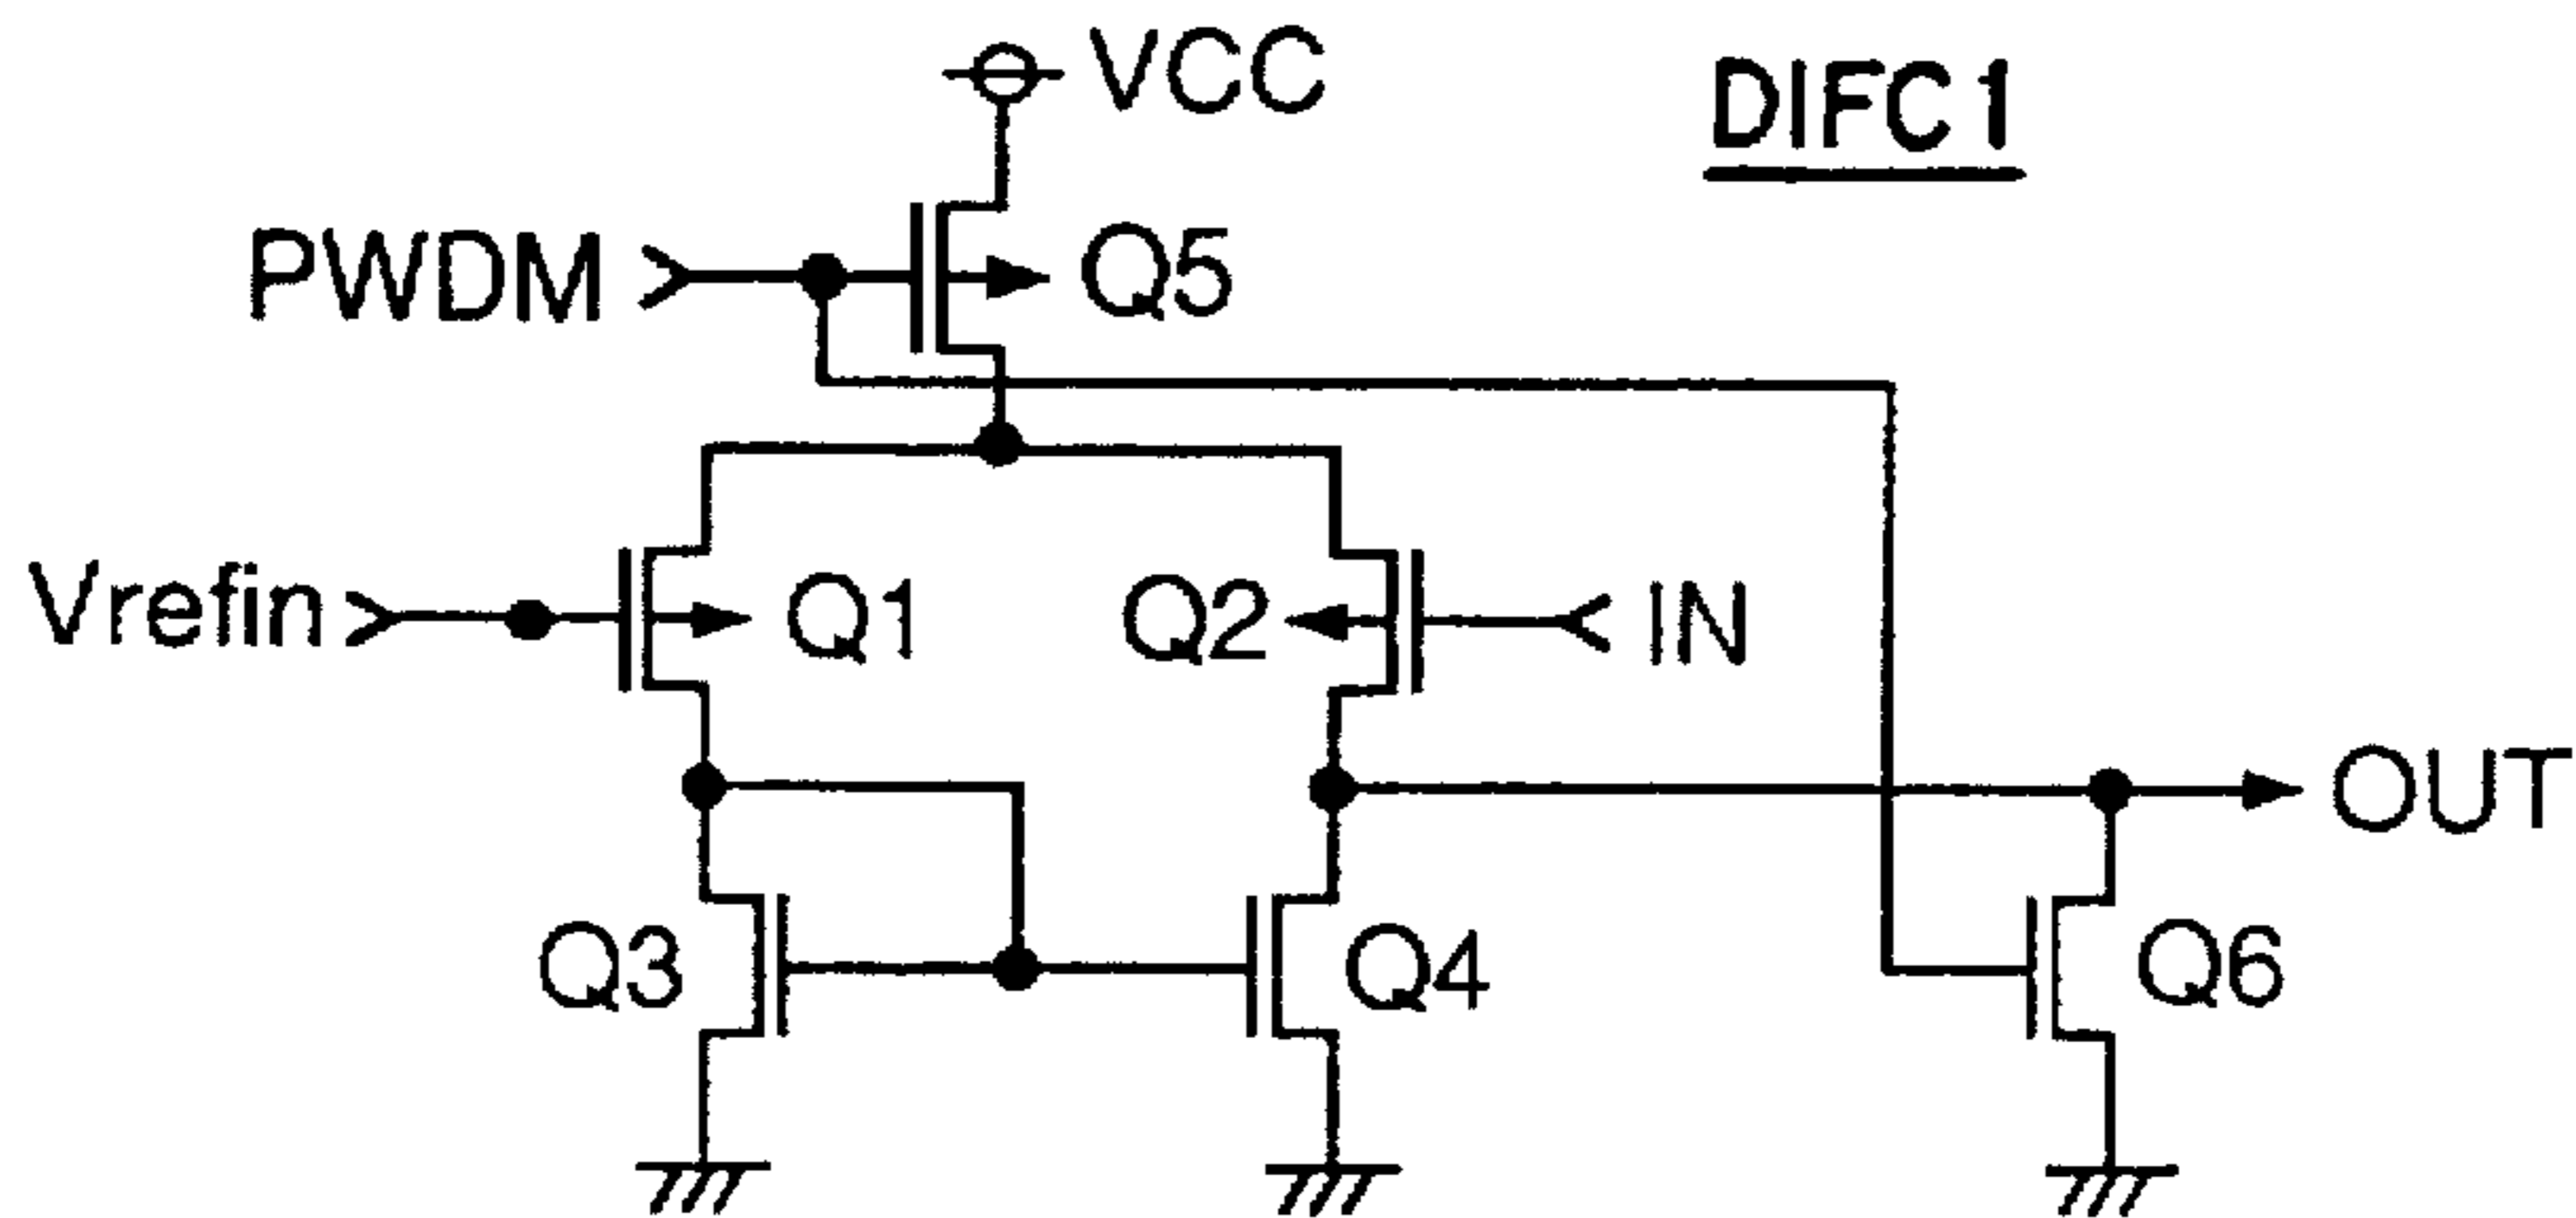 VCC
DIFC1
PWDM
Q5
Vrefin
Q1
Q2
IN
OUT
Q3
Q4
Q6